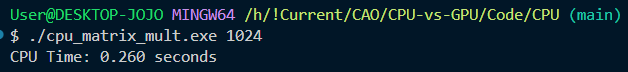 User@DESKTOP-JOJO MINGW64 /h/!Current/CAO/CPU-vs-GPU/Code/CPU (main)
$ ./cpu_matrix_mult.exe 1024
CPU Time: 0.260 seconds